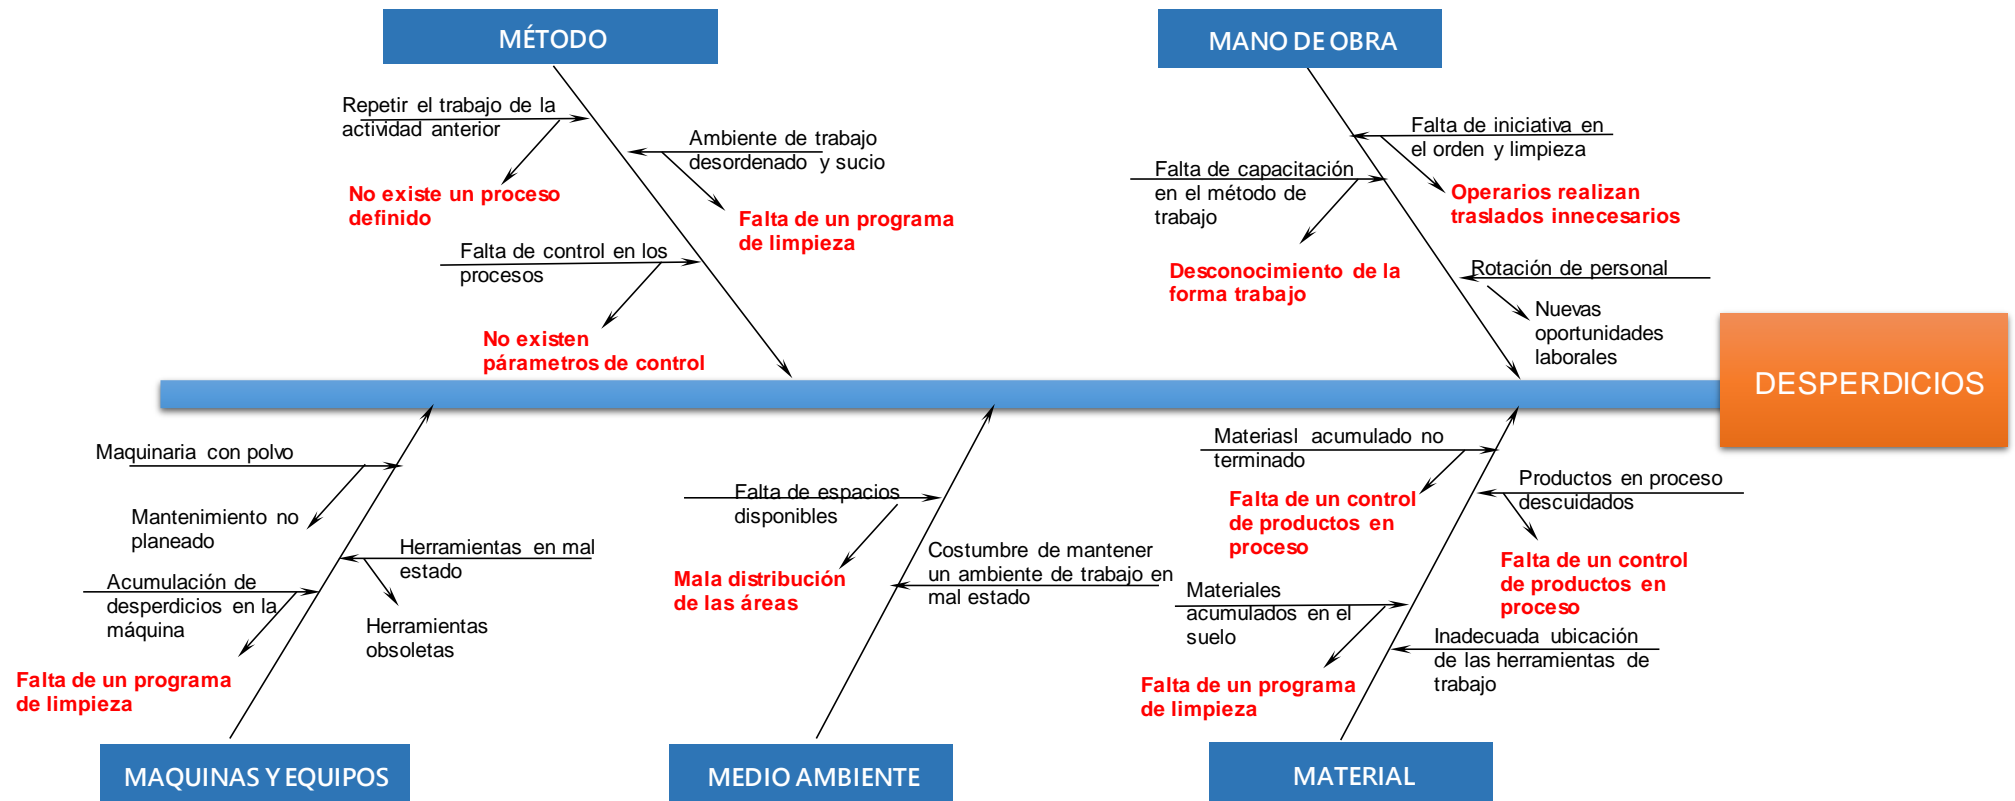 MÉTODO
MANO DE OBRA
Repetir el trabajo de la
actividad anterior
Ambiente de trabajo
desordenado y sucio
No existe un proceso
definido
Falta de un programa
de limpieza
Falta de control en los
procesos
No existen
párametros de control
Falta de iniciativa en
el orden y limpieza
Falta de capacitación
en el método de
trabajo
Operarios realizan
traslados innecesarios
Desconocimiento de la
forma trabajo
Rotación de personal
Nuevas
oportunidades
laborales
DESPERDICIOS
Maquinaria con polvo
Mantenimiento no
planeado
Herramientas en mal
estado
Acumulación de
desperdicios en la
máquina
Herramientas
obsoletas
Falta de un programa
de limpieza
Falta de espacios
disponibles
Mala distribución
de las áreas
Costumbre de mantener
un ambiente de trabajo en
mal estado
Materiasl acumulado no
terminado
Falta de un control
de productos en
proceso
Productos en proceso
descuidados
Falta de un control
de productos en
proceso
Materiales
acumulados en el
suelo
Inadecuada ubicación
de las herramientas de
trabajo
Falta de un programa
de limpieza
MAQUINAS Y EQUIPOS
MEDIO AMBIENTE
MATERIAL